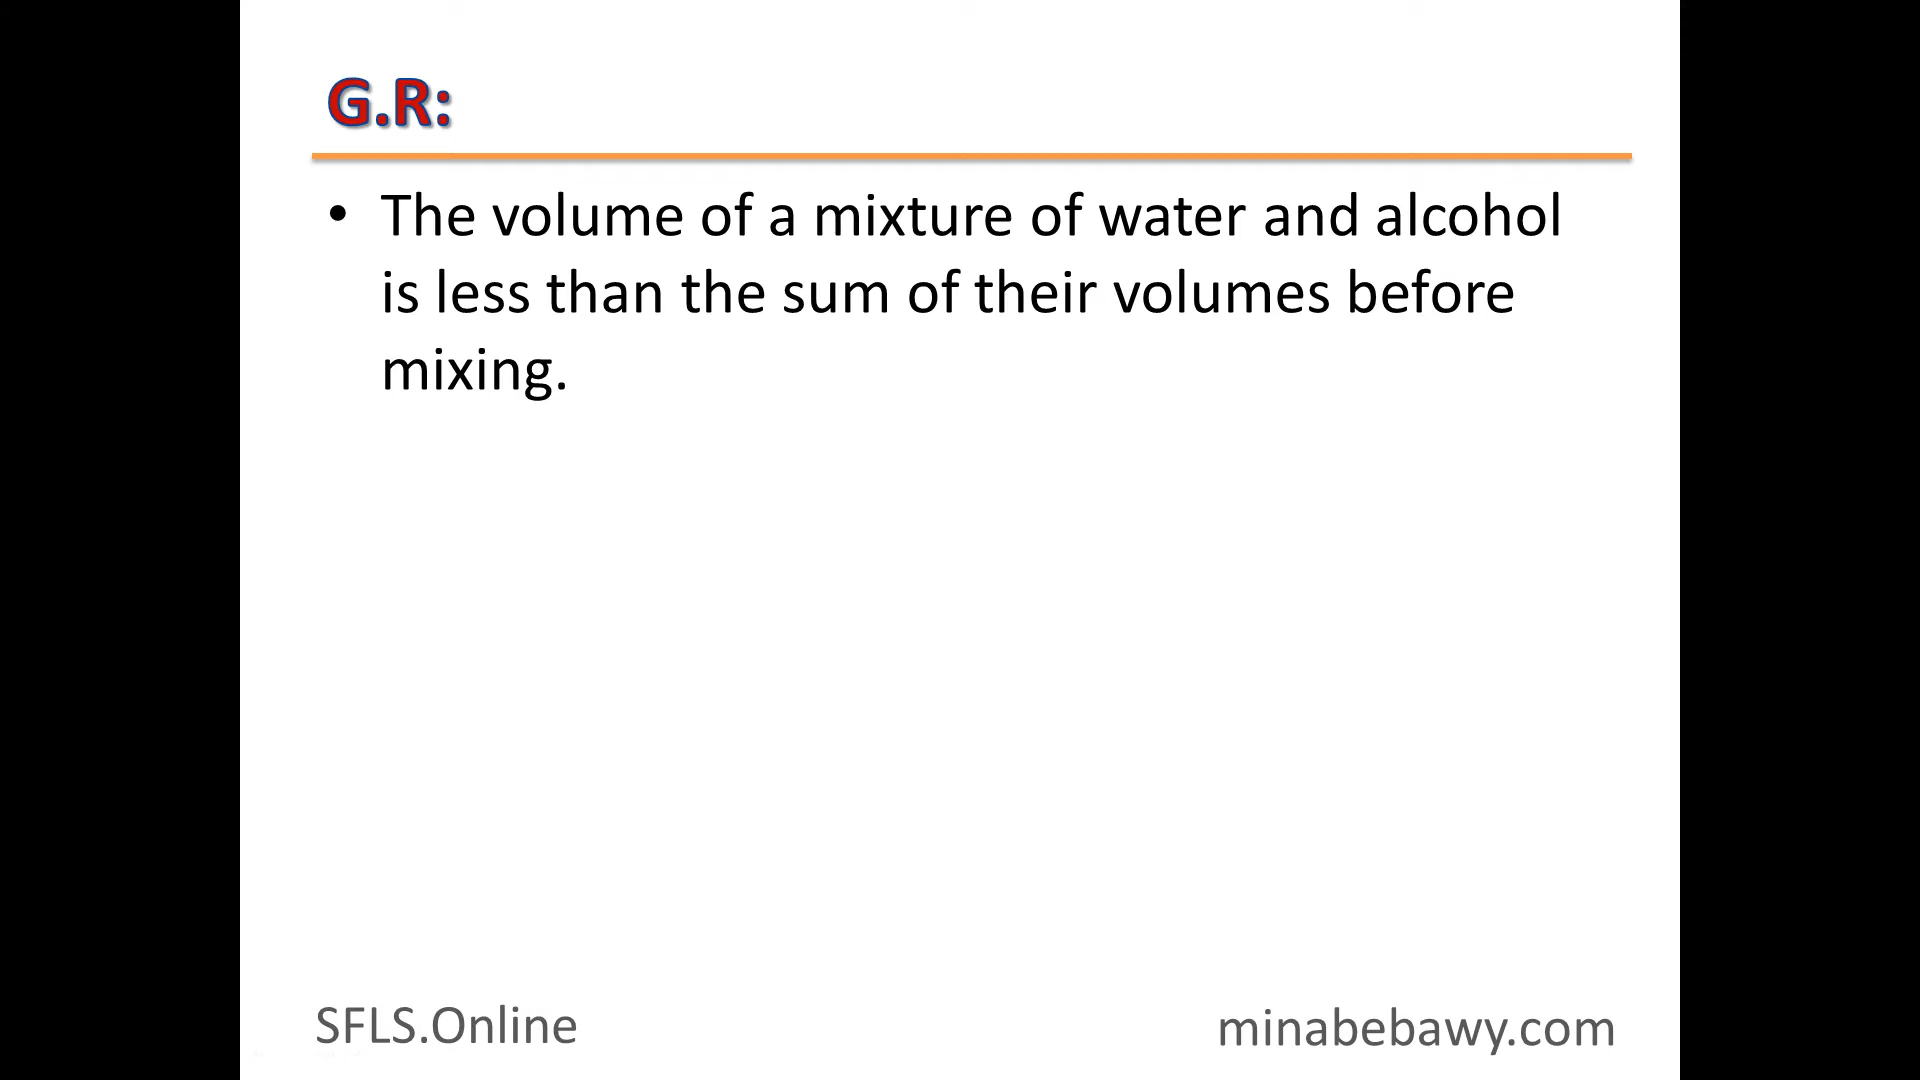 G.R:
• The volume of a mixture of water and alcohol
is less than the sum of their volumes before
mixing.
SFLS.Online
minabebawy.com